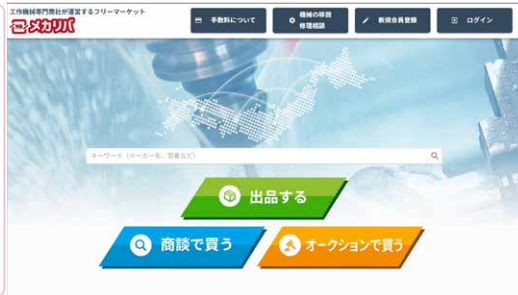 工作機械専門商社が運営するフリーマーケット
メカリバ
手数料について
機械の移設
修理相談
新規会員登録
ログイン
キーワード（メーカー名、型番など）
出品する
商談で買う
オークションで買う